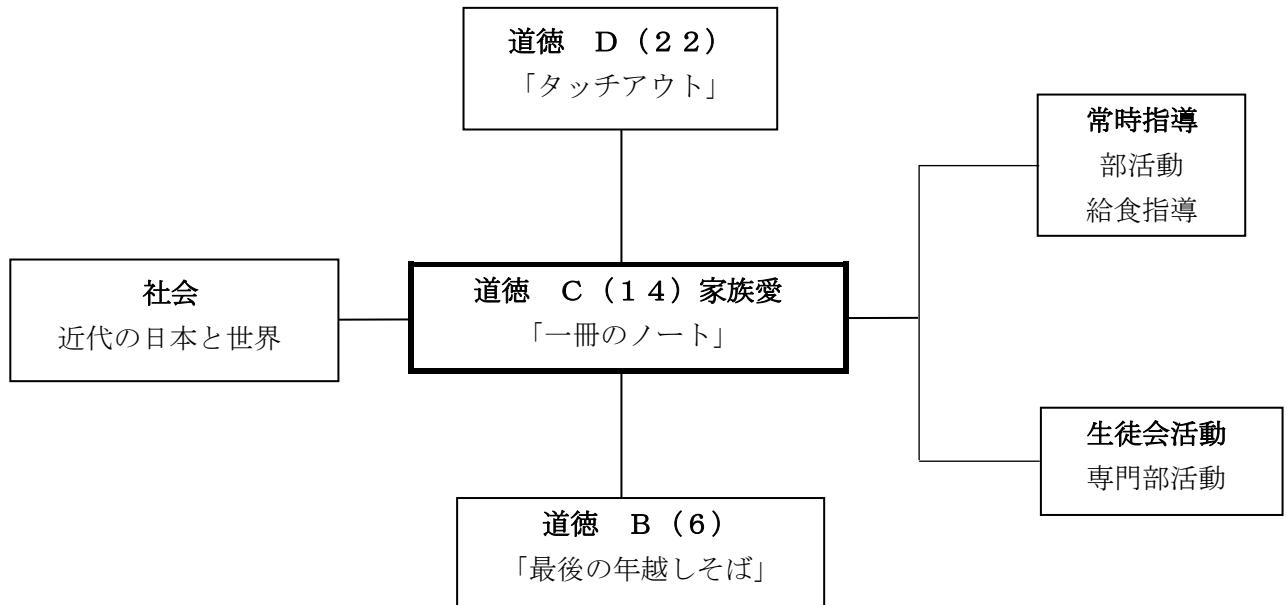 道徳　D（２２）
「タッチアウト」
常時指導
部活動
給食指導
社会
近代の日本と世界
道徳　C（１４）家族愛
「一冊のノート」
生徒会活動
専門部活動
道徳　B（６）
「最後の年越しそば」